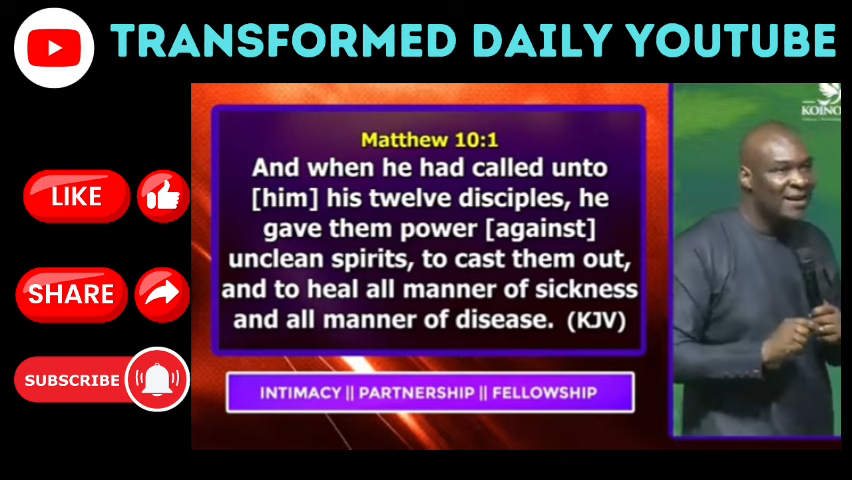 TRANSFORMED DAILY YOUTUBE
KOINO
Matthew 10:1
And when he had called unto
[him] his twelve disciples, he
gave them power [against]
unclean spirits, to cast them out,
and to heal all manner of sickness
and all manner of disease. (KJV)
INTIMACY || PARTNERSHIP || FELLOWSHIP
LIKE
SHARE
SUBSCRIBE